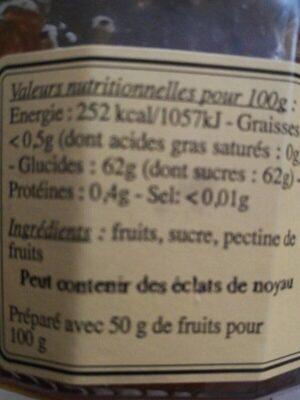 Valeurs nutritionnelles pour 100g :
Energie : 252 kcal/1057kJ - Graisses
<0,5g (dont acides gras saturés : 0g
- Glucides : 62g (dont sucres : 62g) -
Protéines : 0,4g - Sel: <0,01g
Ingrédients : fruits, sucre, pectine de
fruits
Peut contenir des éclats de noyau
Préparé avec 50 g de fruits pour
100 g